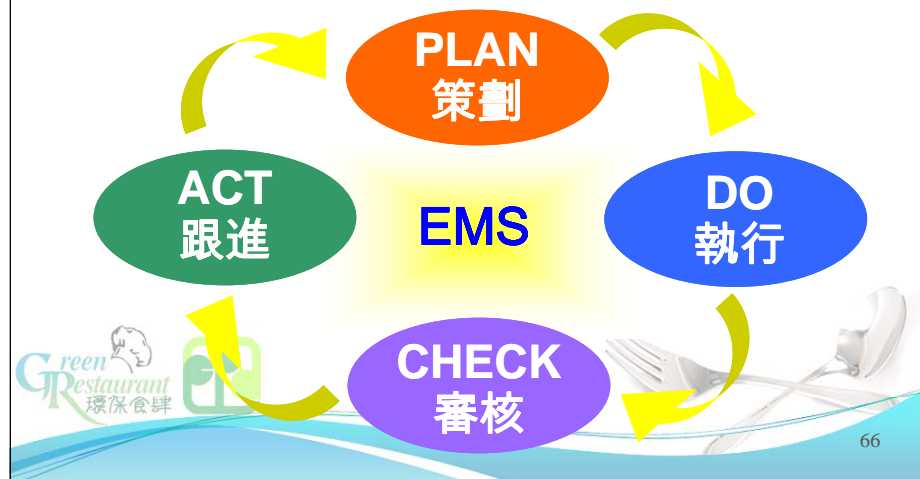 PLAN
策劃
ACT
跟進
EMS
DO
執行
CHECK
審核
Green
Restaurant
環保食肆
66